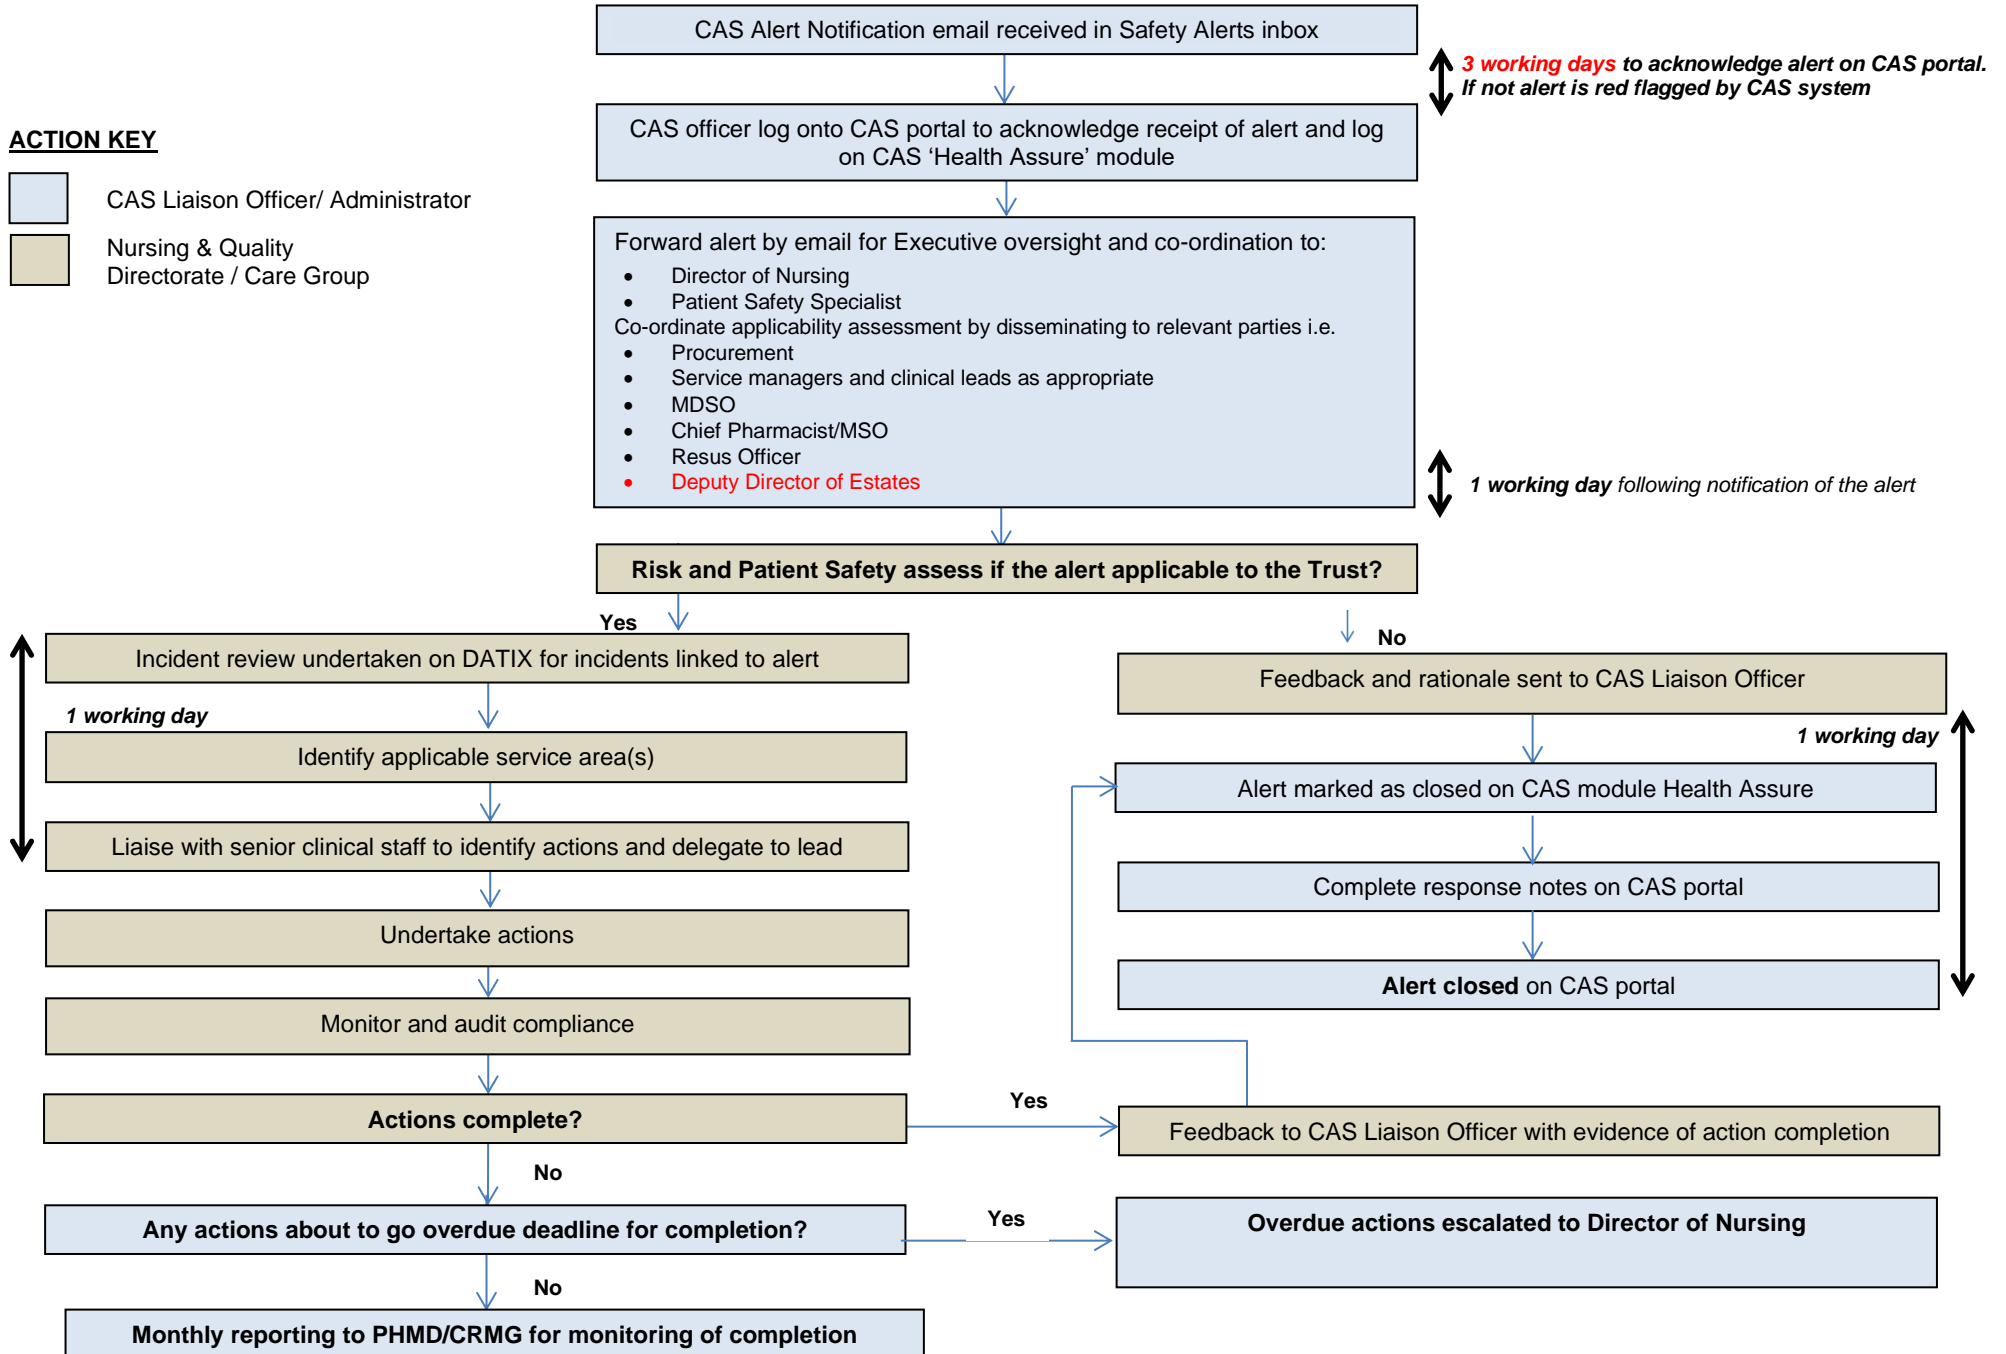 CAS Alert Notification email received in Safety Alerts inbox
3 working days to acknowledge alert on CAS portal.
If not alert is red flagged by CAS system
CAS officer log onto CAS portal to acknowledge receipt of alert and log
on CAS ‘Health Assure’ module
ACTION KEY
CAS Liaison Officer/ Administrator
Nursing & Quality
Directorate / Care Group
Forward alert by email for Executive oversight and co-ordination to:
• Director of Nursing
• Patient Safety Specialist
Co-ordinate applicability assessment by disseminating to relevant parties i.e.
• Procurement
• Service managers and clinical leads as appropriate
• MDSO
• Chief Pharmacist/MSO
• Resus Officer
• Deputy Director of Estates
1 working day following notification of the alert
Risk and Patient Safety assess if the alert applicable to the Trust?
Yes
No
Incident review undertaken on DATIX for incidents linked to alert
1 working day
Identify applicable service area(s)
Liaise with senior clinical staff to identify actions and delegate to lead
Undertake actions
Monitor and audit compliance
Actions complete?
Yes
No
Any actions about to go overdue deadline for completion?
Yes
No
Monthly reporting to PHMD/CRMG for monitoring of completion
Feedback and rationale sent to CAS Liaison Officer
1 working day
Alert marked as closed on CAS module Health Assure
Complete response notes on CAS portal
Alert closed on CAS portal
Feedback to CAS Liaison Officer with evidence of action completion
Overdue actions escalated to Director of Nursing